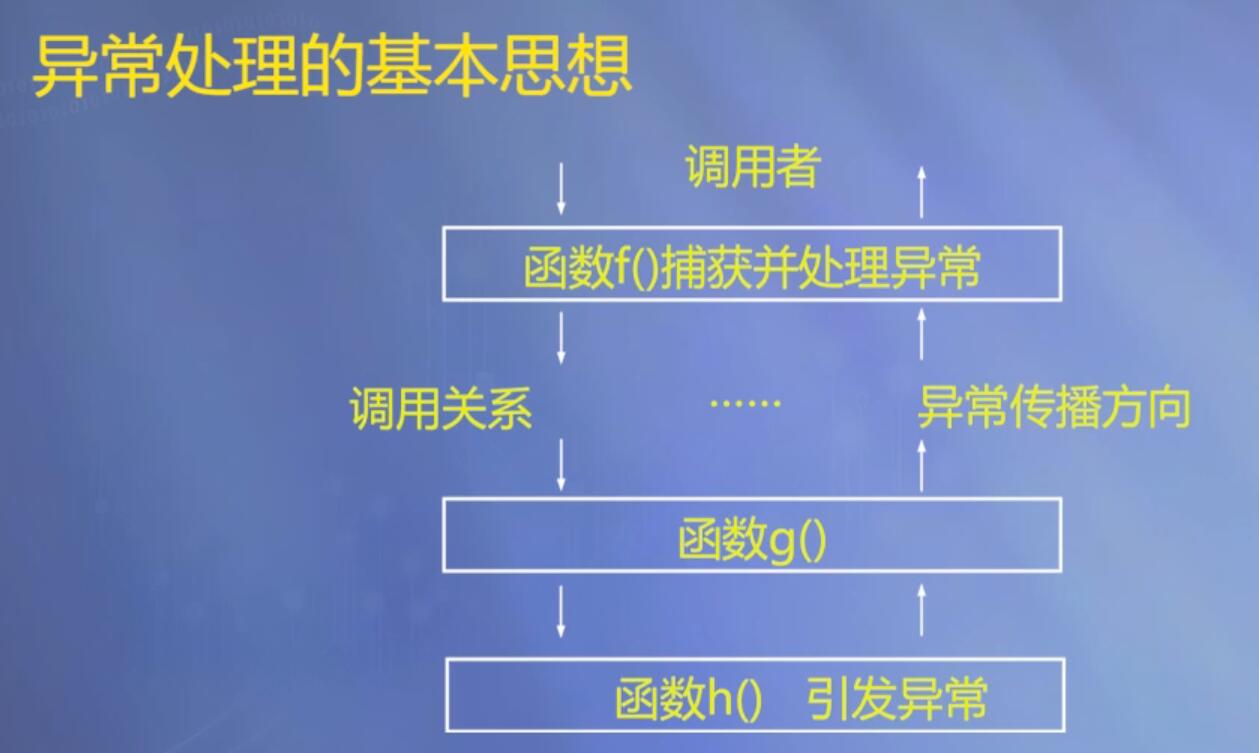 异常处理的基本思想
调用者
函数f()捕获并处理异常
调用关系
……
异常传播方向
函数g()
函数h() 引发异常